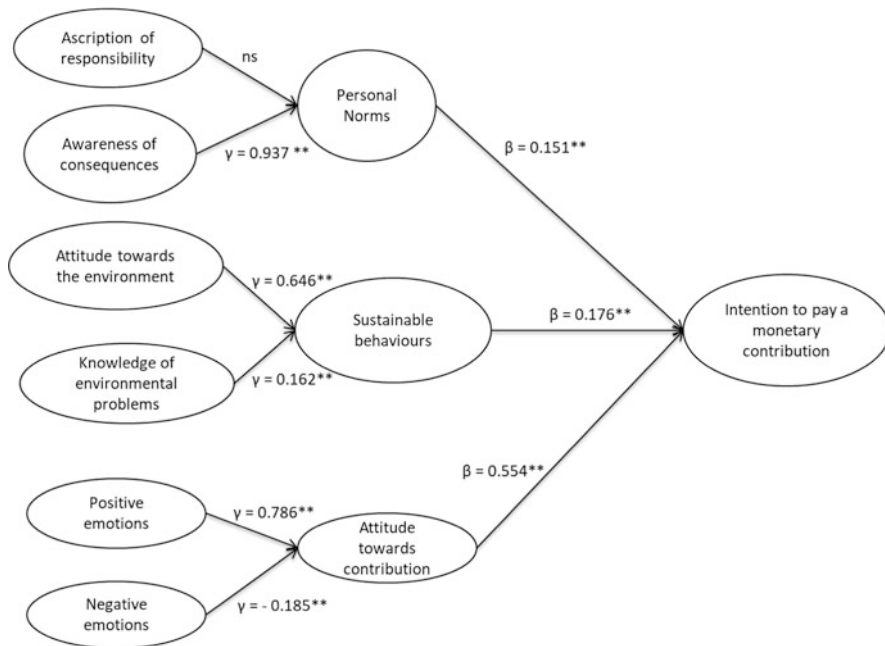 Ascription of
responsibility
ns
Personal
Norms
Awareness of
consequences
γ = 0.937 **
β = 0.151**
Attitude towards
the environment
γ = 0.646**
Sustainable
behaviours
β = 0.176**
Intention to pay a
monetary
contribution
Knowledge of
environmental
problems
γ = 0.162**
β = 0.554**
Positive
emotions
γ = 0.786**
Attitude
towards
contribution
Negative
emotions
γ = - 0.185**